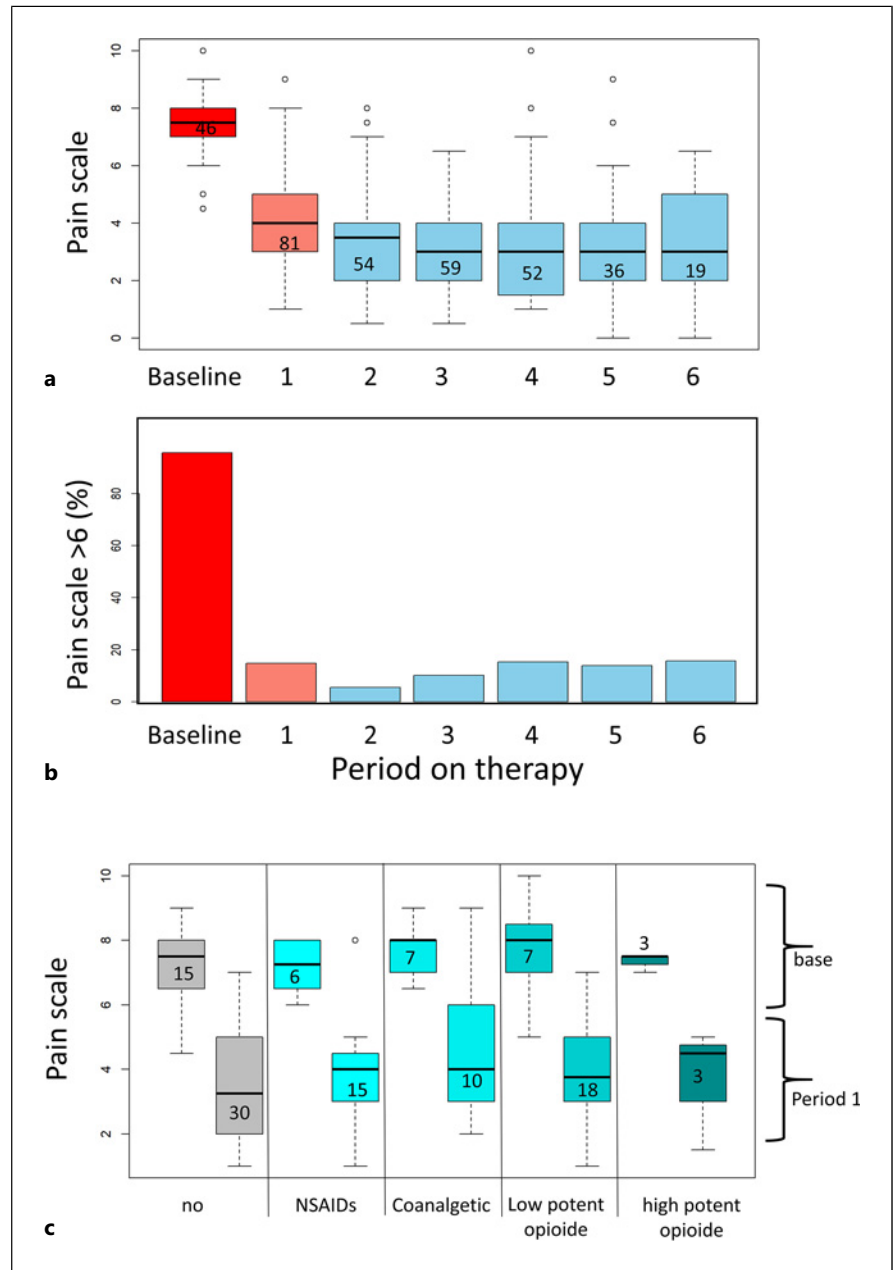 10
8
6
4
2
0
Pain scale
46
81
54
59
52
36
19
a
Baseline 1 2 3 4 5 6
80
60
40
20
0
Pain scale >6 (%)
Baseline 1 2 3 4 5 6
b
Period on therapy
10
8
6
4
2
Pain scale
15
30
6
15
7
10
7
18
3
3
base
Period 1
no NSAIDs Coanalgetic Low potent opioide high potent opioide
c